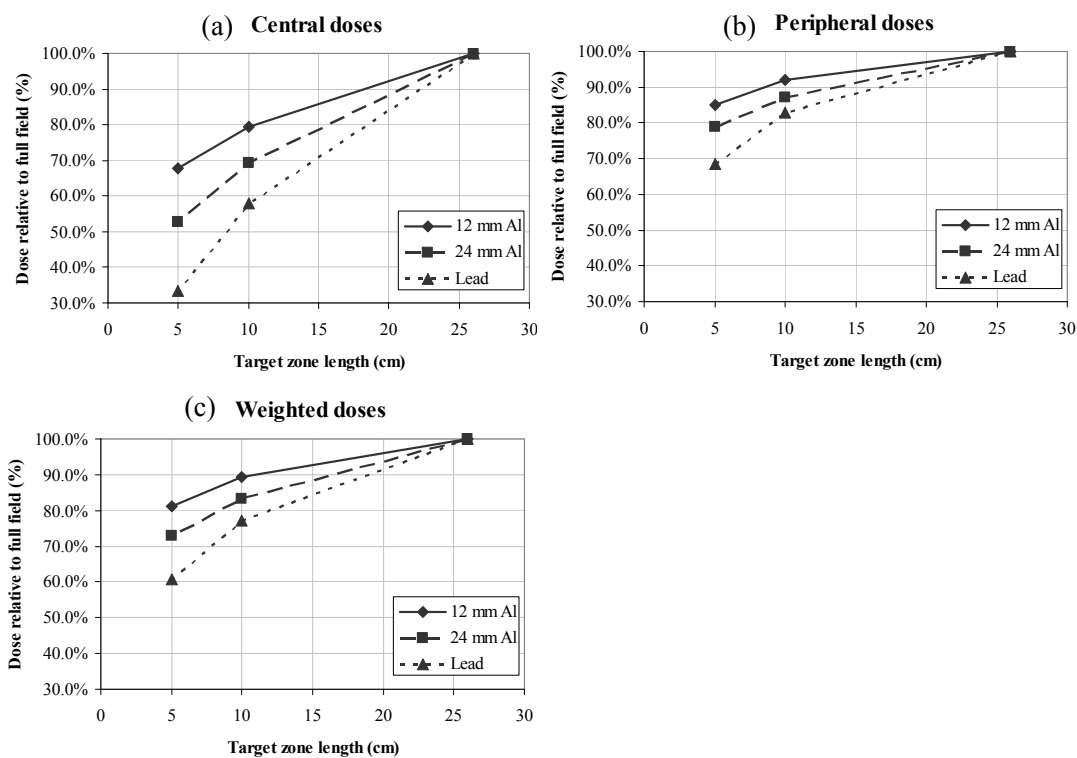 (a) Central doses
Dose relative to full field (%)
100.0%
90.0%
80.0%
70.0%
60.0%
50.0%
40.0%
30.0%
0 5 10 15 20 25 30
Target zone length (cm)
12 mm Al
24 mm Al
Lead
(b) Peripheral doses
Dose relative to full field (%)
100.0%
90.0%
80.0%
70.0%
60.0%
50.0%
40.0%
30.0%
0 5 10 15 20 25 30
Target zone length (cm)
12 mm Al
24 mm Al
Lead
(c) Weighted doses
Dose relative to full field (%)
100.0%
90.0%
80.0%
70.0%
60.0%
50.0%
40.0%
30.0%
0 5 10 15 20 25 30
Target zone length (cm)
12 mm Al
24 mm Al
Lead